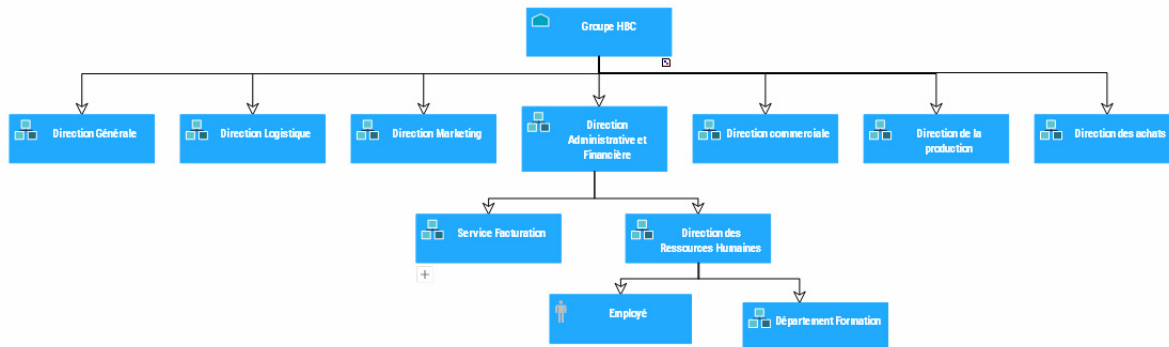 Groupe HBC
Direction Générale
Direction Logistique
Direction Marketing
Direction
Administrative et
Financière
Direction commerciale
Direction de la
production
Direction des achats
Service Facturation
Direction des
Ressources Humaines
Employé
Département Formation